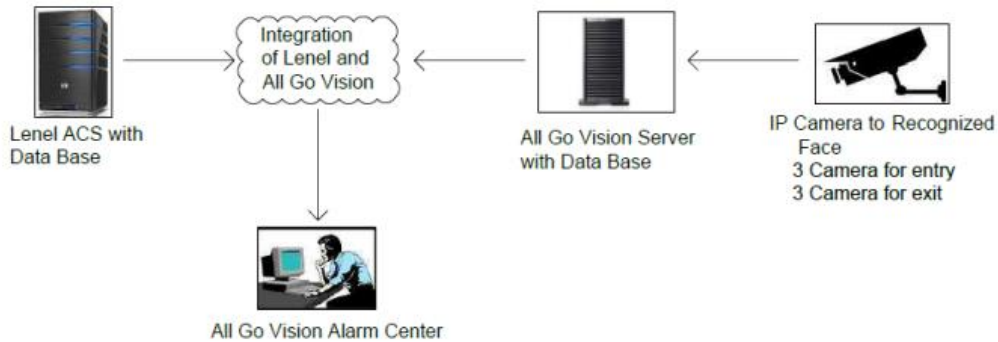 Integration
of Lenel and
All Go Vision
Lenel ACS with
Data Base
All Go Vision Server
with Data Base
IP Camera to Recognized
Face
3 Camera for entry
3 Camera for exit
All Go Vision Alarm Center